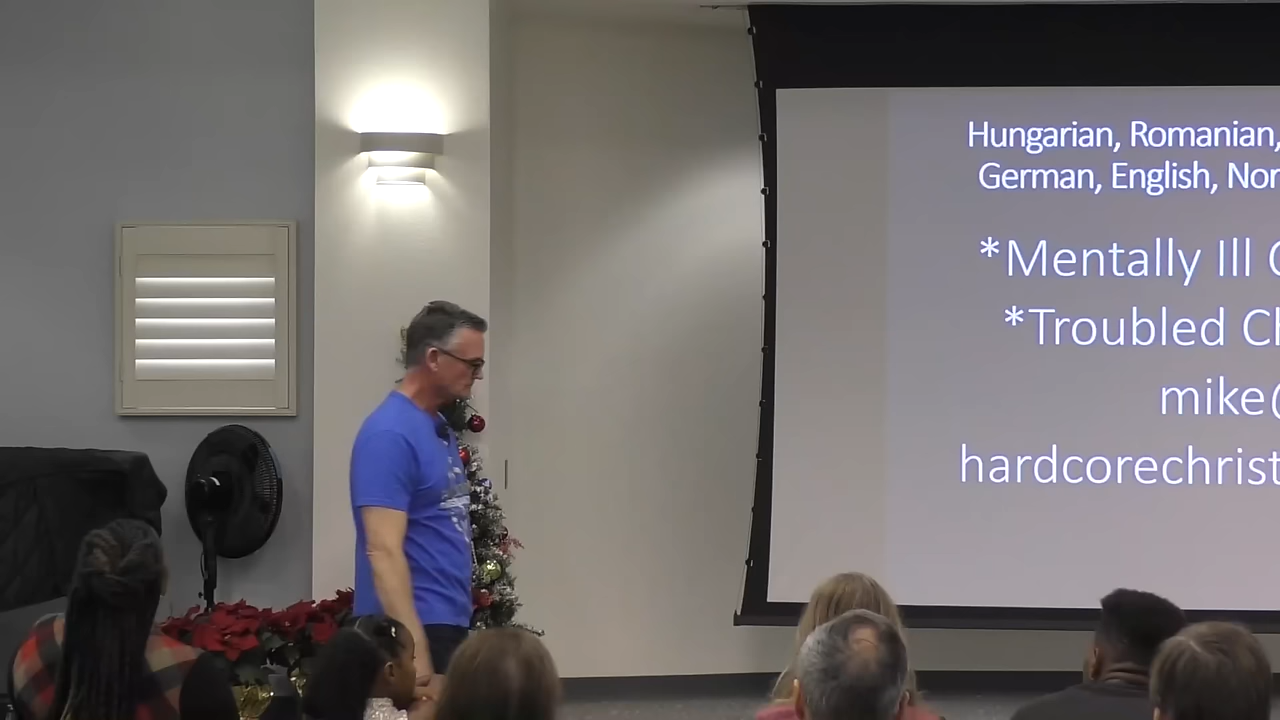 Hungarian, Romanian,
German, English, Nor
*Mentally Ill
*Troubled Ch
mike@
hardcorechrist